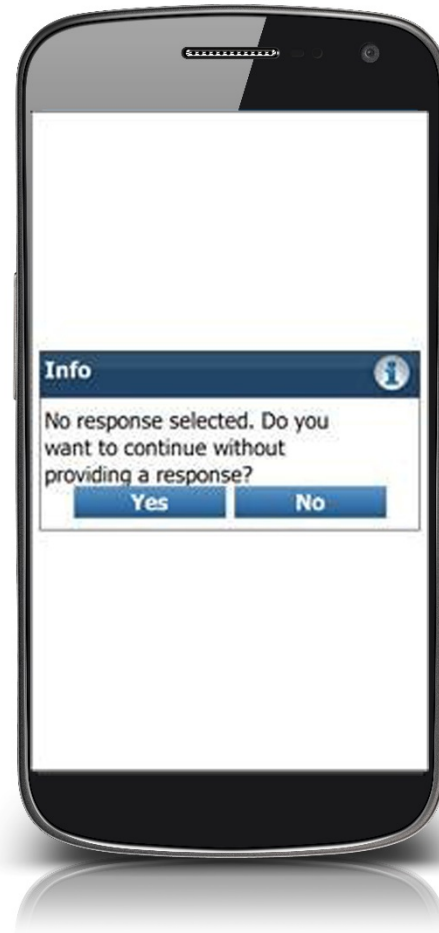 Info
No response selected. Do you
want to continue without
providing a response?
Yes No